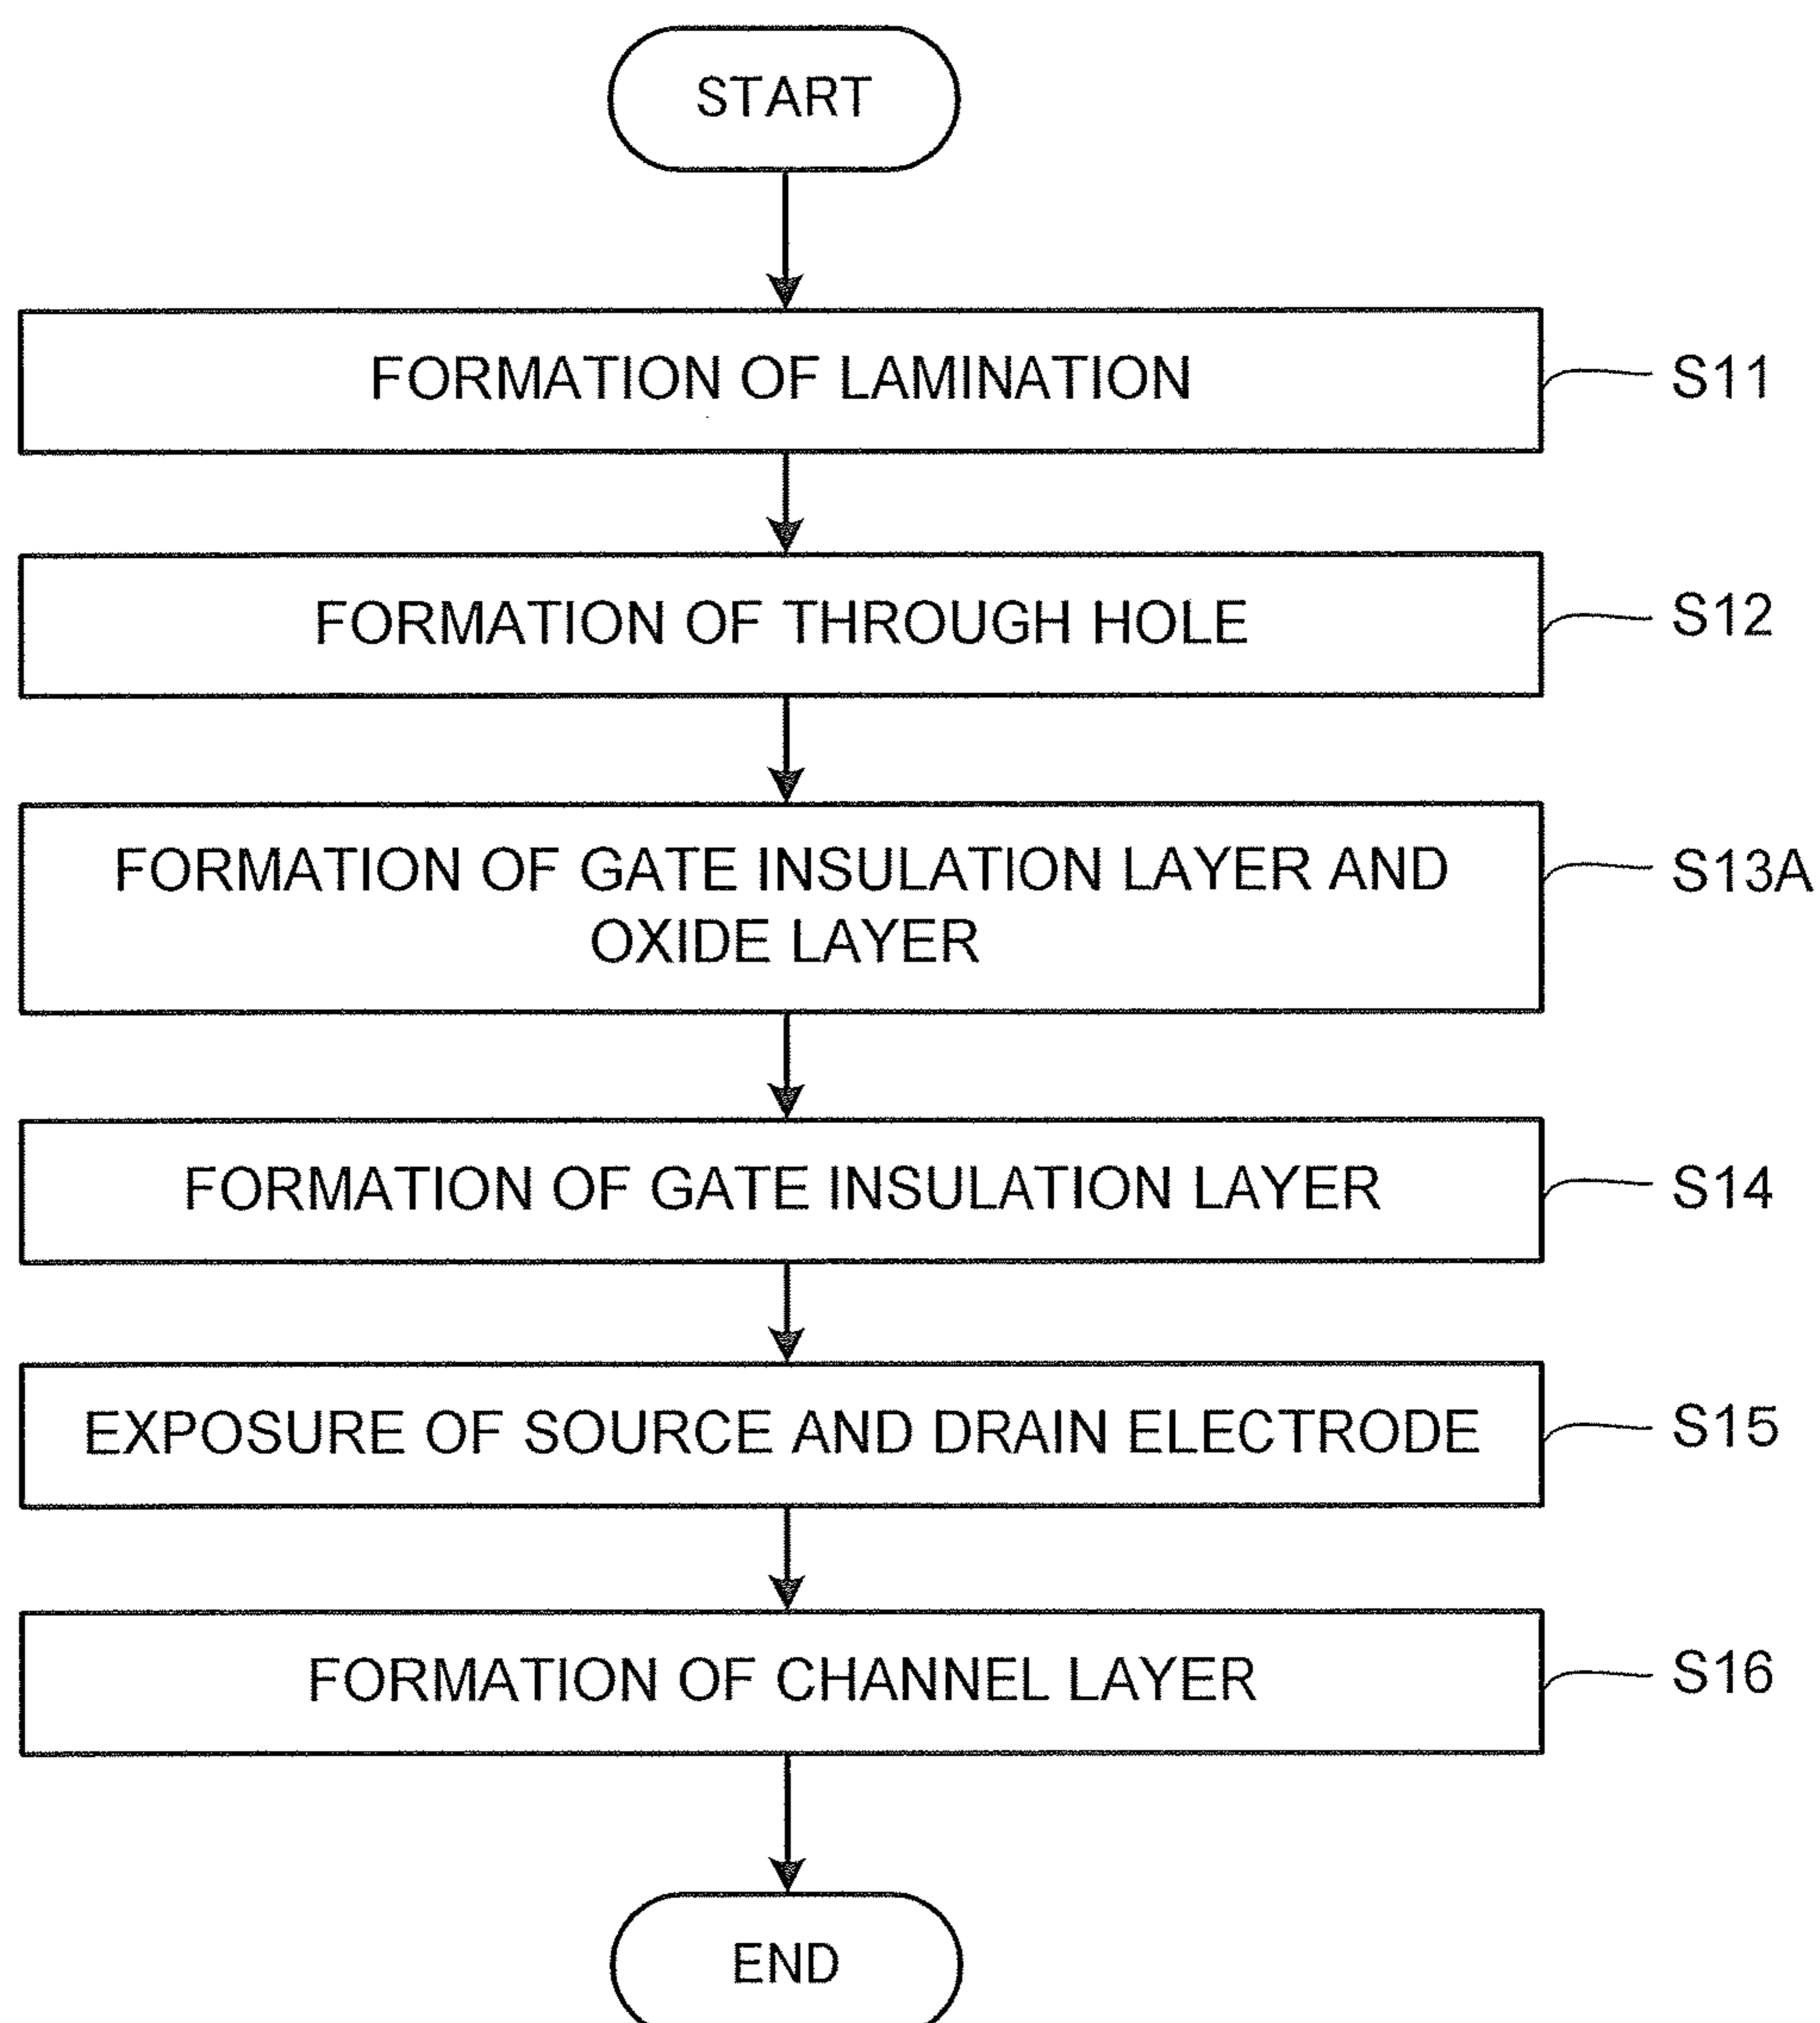 START
FORMATION OF LAMINATION
S11
FORMATION OF THROUGH HOLE
S12
FORMATION OF GATE INSULATION LAYER AND
OXIDE LAYER
S13A
FORMATION OF GATE INSULATION LAYER
S14
EXPOSURE OF SOURCE AND DRAIN ELECTRODE
S15
FORMATION OF CHANNEL LAYER
S16
END